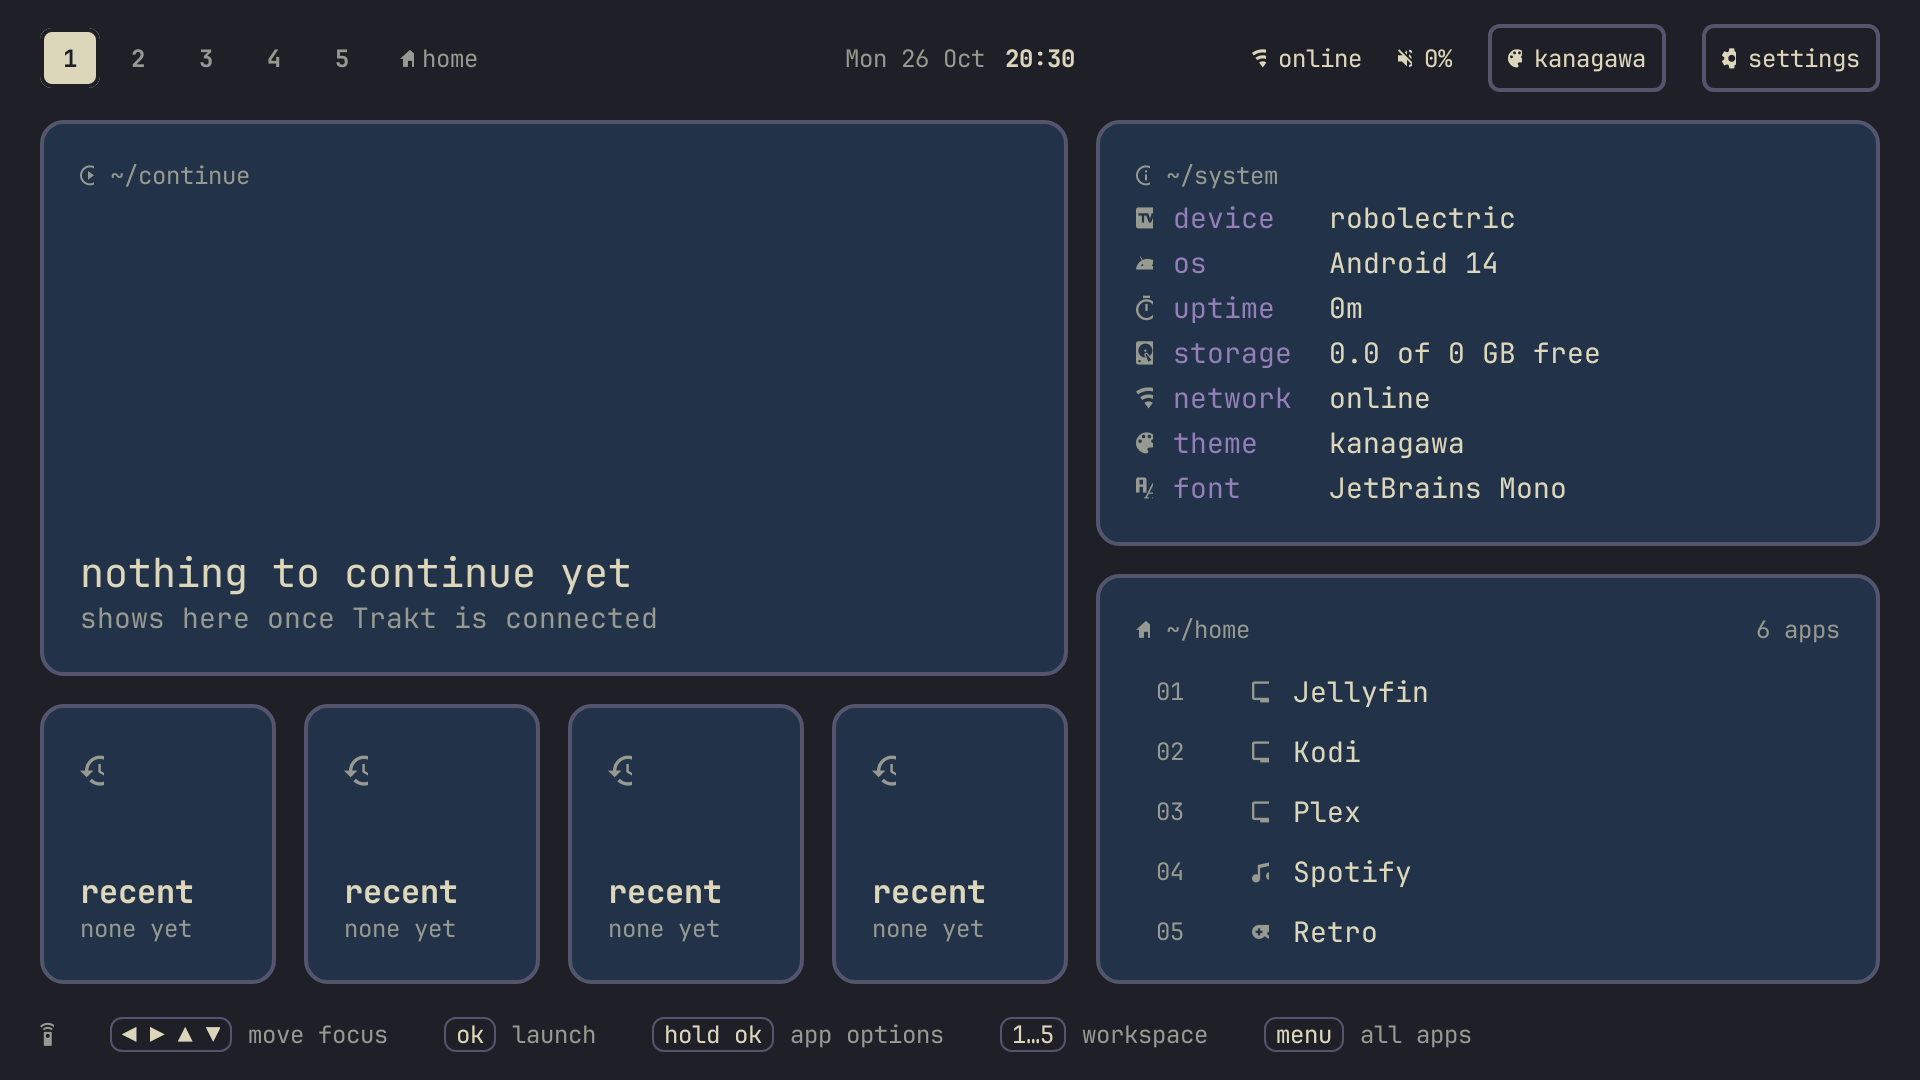 1 2 3 4 5 home
Mon 26 Oct 20:30
online 0% kanagawa settings
~/continue
nothing to continue yet
shows here once Trakt is connected
recent
none yet
recent
none yet
recent
none yet
recent
none yet
~/system
device robolectric
os Android 14
uptime 0m
storage 0.0 of 0 GB free
network online
theme kanagawa
font JetBrains Mono
~/home 6 apps
01 Jellyfin
02 Kodi
03 Plex
04 Spotify
05 Retro
◀ ▶ ▲ ▼ move focus ok launch hold ok app options 1…5 workspace menu all apps